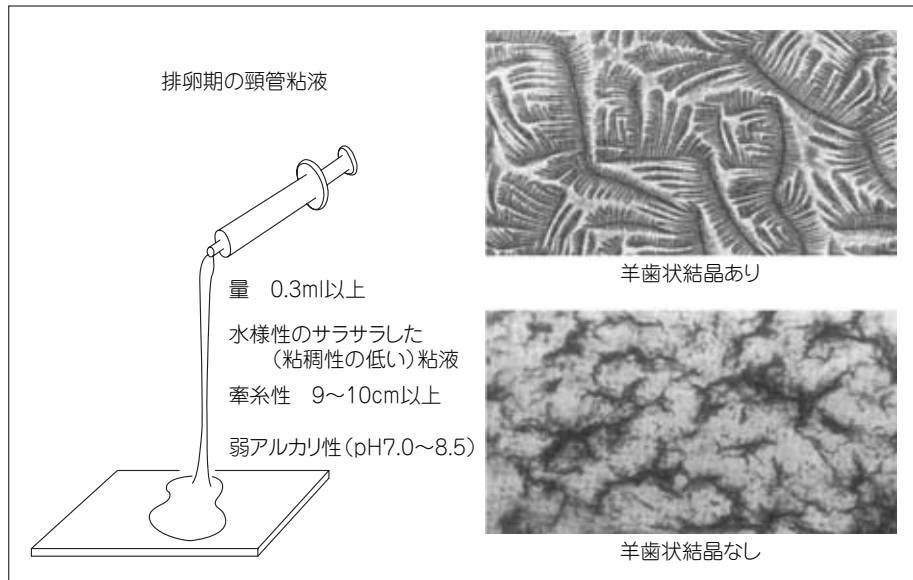 排卵期の頸管粘液
量 0.3ml以上
水様性のサラサラした
(粘稠性の低い)粘液
牽糸性 9〜10cm以上
弱アルカリ性(pH7.0〜8.5)
羊歯状結晶あり
羊歯状結晶なし